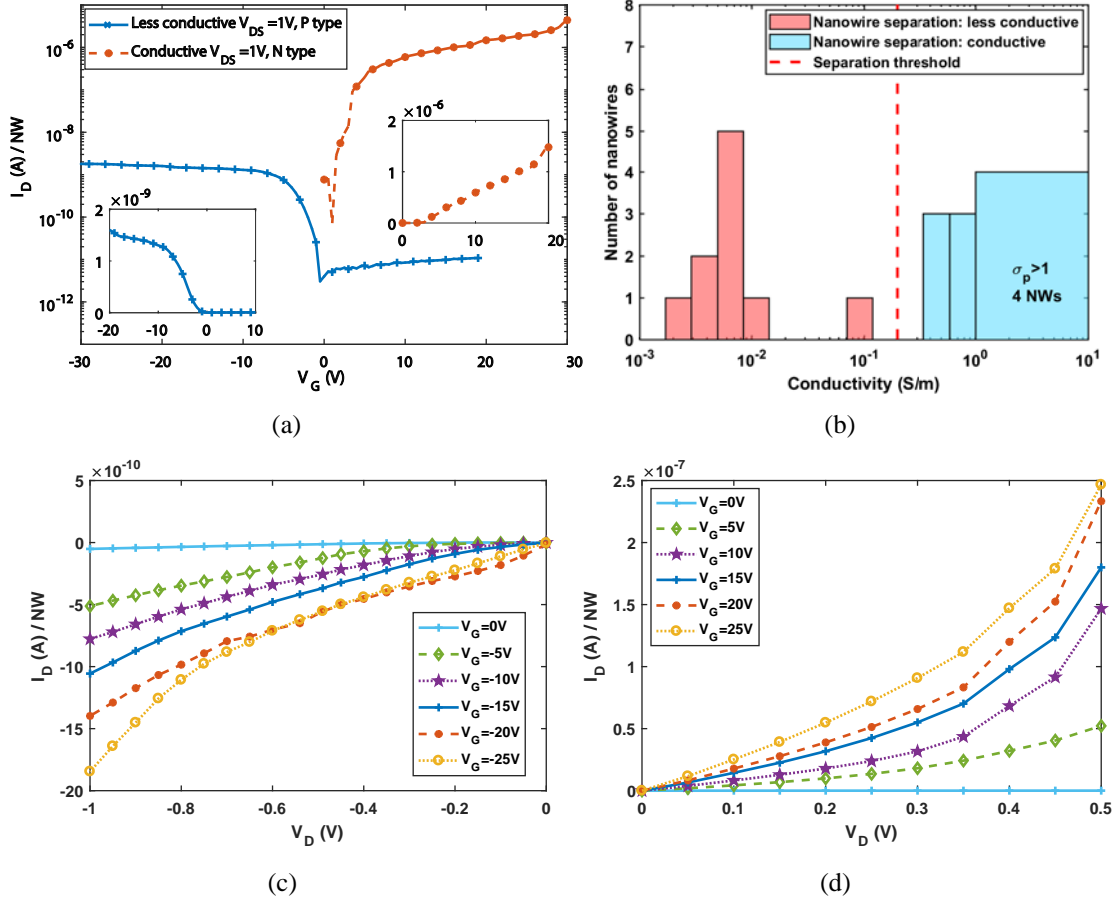 Less conductive V_DS =1V, P type
Conductive V_DS =1V, N type
I_D (A) / NW
10^-6
10^-8
10^-10
10^-12
×10^-9
2
1
0
-20 -10 0 10
×10^-6
2
1
0
0 10 20
-30 -20 -10 0 10 20 30
V_G (V)
(a)
Nanowire separation: less conductive
Nanowire separation: conductive
Separation threshold
Number of nanowires
8
7
6
5
4
3
2
1
0
σ_p>1
4 NWs
10^-3 10^-2 10^-1 10^0 10^1
Conductivity (S/m)
(b)
×10^-10
I_D (A) / NW
5
0
-5
-10
-15
-20
V_G=0V
V_G=-5V
V_G=-10V
V_G=-15V
V_G=-20V
V_G=-25V
-1 -0.8 -0.6 -0.4 -0.2 0
V_D (V)
(c)
×10^-7
I_D (A) / NW
2.5
2
1.5
1
0.5
0
V_G=0V
V_G=5V
V_G=10V
V_G=15V
V_G=20V
V_G=25V
0 0.1 0.2 0.3 0.4 0.5
V_D (V)
(d)